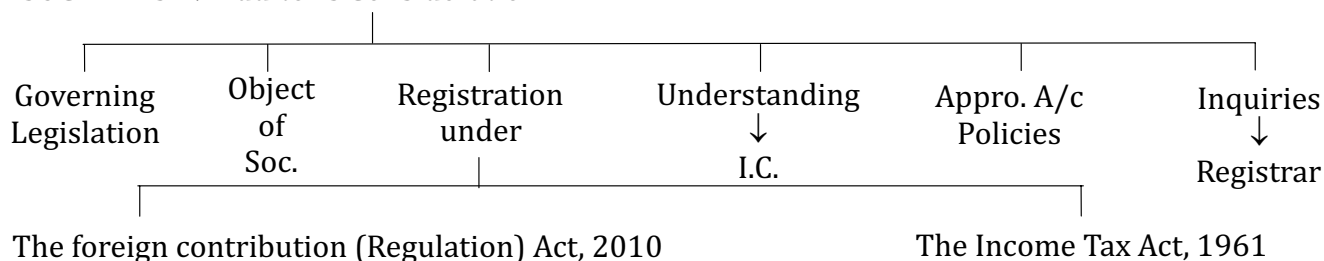 Governing Legislation
Object of Soc.
Registration under
Understanding
I.C.
Appro. A/c Policies
Inquiries
Registrar
The foreign contribution (Regulation) Act, 2010
The Income Tax Act, 1961